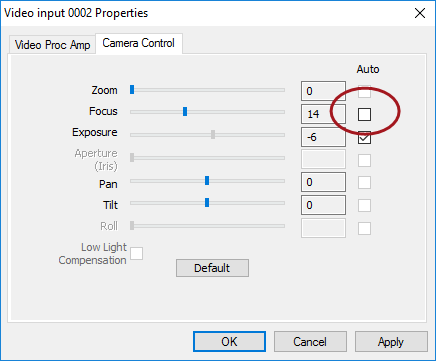 Video input 0002 Properties
Video Proc Amp
Camera Control
Auto
Zoom 0
Focus 14
Exposure -6
Aperture
(Iris)
Pan 0
Tilt 0
Roll
Low Light
Compensation
Default
OK Cancel Apply